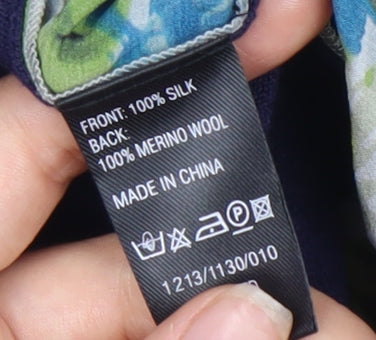 FRONT: 100% SILK
BACK:
100% MERINO WOOL
MADE IN CHINA
P
1213/1130/010